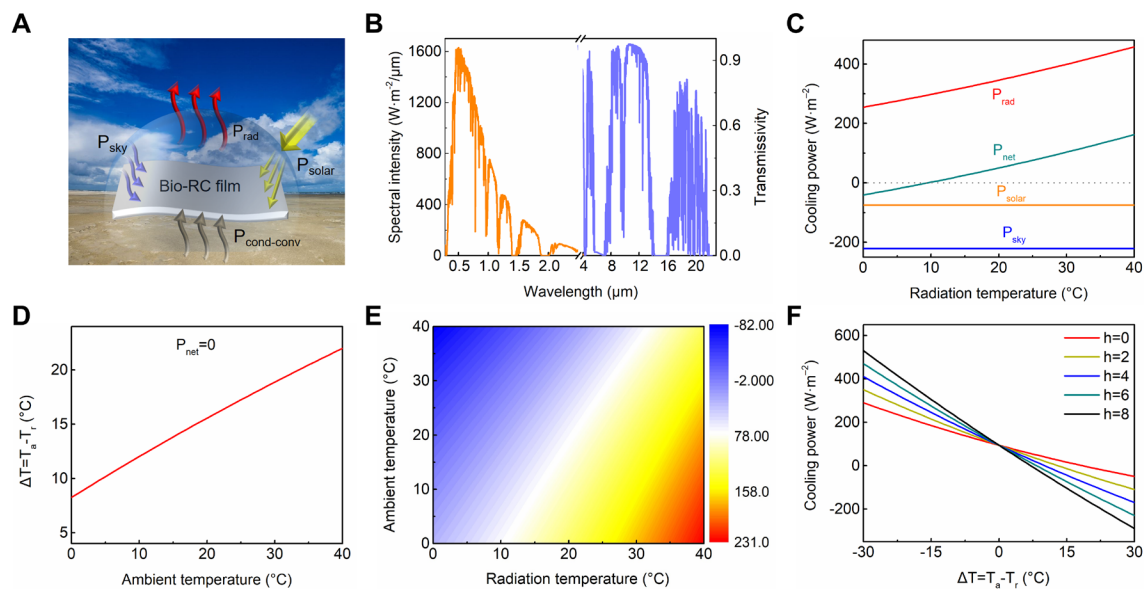 A
P_rad
P_sky
P_solar
Bio-RC film
P_cond-conv
B
Spectral intensity (W·m⁻²/μm)
1600
1400
1200
1000
800
600
400
200
0
0.5
1.0
1.5
2.0
4
8
12
16
20
Wavelength (μm)
0.9
0.6
0.3
0.0
Transmissivity
C
Cooling power (W·m⁻²)
400
200
0
-200
P_rad
P_net
P_solar
P_sky
0
10
20
30
40
Radiation temperature (°C)
D
P_net=0
ΔT=T_a-T_r (°C)
20
15
10
5
0
10
20
30
40
Ambient temperature (°C)
E
Ambient temperature (°C)
40
30
20
10
0
0
10
20
30
40
Radiation temperature (°C)
-82.00
-2.000
78.00
158.0
231.0
F
Cooling power (W·m⁻²)
600
400
200
0
-200
h=0
h=2
h=4
h=6
h=8
-30
-15
0
15
30
ΔT=T_a-T_r (°C)